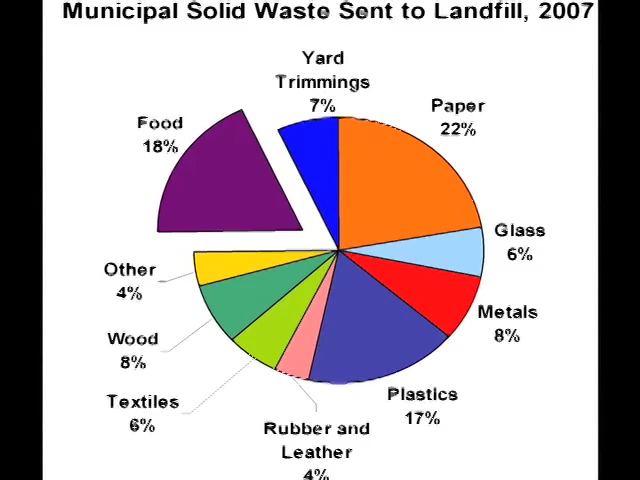 Municipal Solid Waste Sent to Landfill, 2007
Yard
Trimmings
7%
Paper
22%
Food
18%
Glass
6%
Other
4%
Metals
8%
Wood
8%
Plastics
17%
Textiles
6%
Rubber and
Leather
4%